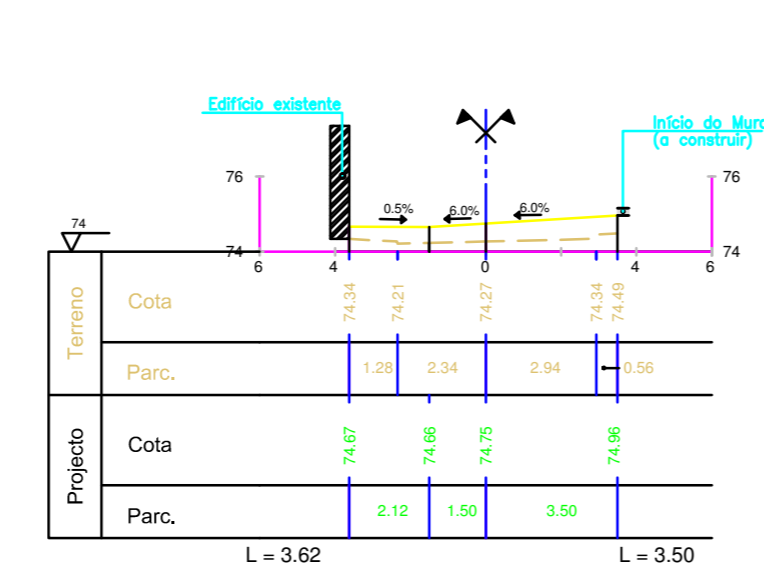 Edifício existente
Início do Muro
(a construir)
76
76
0.5%
6.0%
6.0%
74
74
74
6
4
0
4
6
Terreno
Cota
74.34
74.21
74.27
74.34
74.49
Parc.
1.28
2.34
2.94
0.56
Projecto
Cota
74.67
74.66
74.75
74.96
Parc.
2.12
1.50
3.50
L = 3.62
L = 3.50